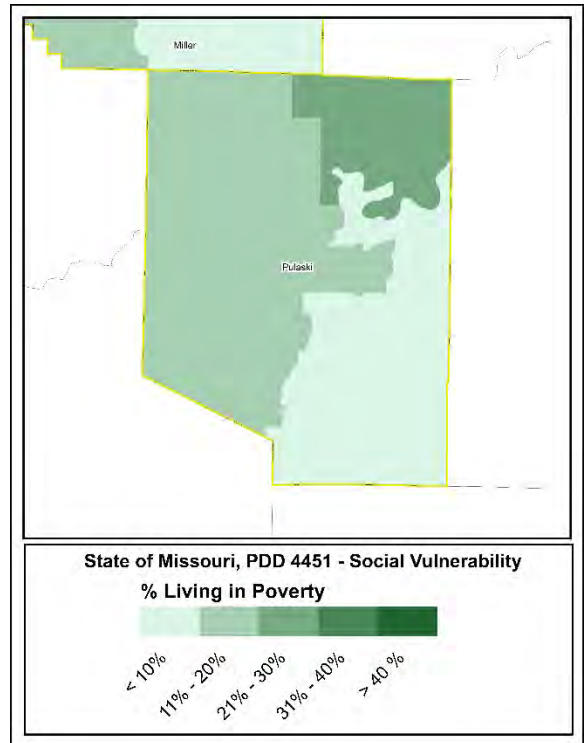 Miller
Pulaski
State of Missouri, PDD 4451 - Social Vulnerability
% Living in Poverty
< 10%
11% - 20%
21% - 30%
31% - 40%
> 40 %